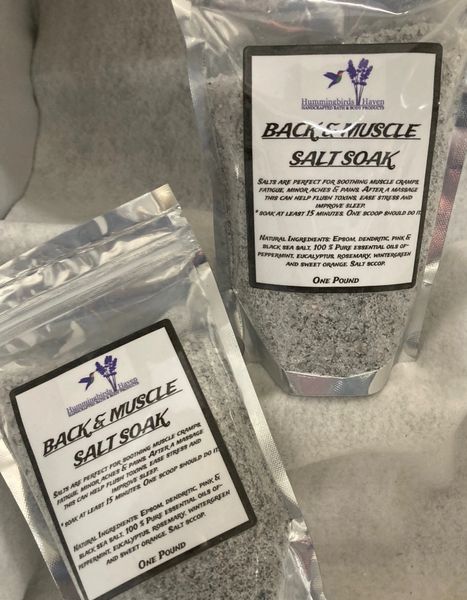 Hummingbirds Haven
HANDCRAFTED BATH & BODY PRODUCTS
BACK & MUSCLE
SALT SOAK
SALTS ARE PERFECT FOR SOOTHING MUSCLE CRAMPS,
FATIGUE, MINOR ACHES & PAINS. AFTER A MASSAGE
THIS CAN HELP FLUSH TOXINS, EASE STRESS AND
IMPROVE SLEEP.
* SOAK AT LEAST 15 MINUTES. ONE SCOOP SHOULD DO IT.
NATURAL INGREDIENTS: EPSOM, DENDRITIC, PINK &
BLACK SEA SALT, 100 % PURE ESSENTIAL OILS OF-
PEPPERMINT, EUCALYPTUS, ROSEMARY, WINTERGREEN
AND SWEET ORANGE. SALT SCCOP.
ONE POUND
Hummingbirds Haven
BACK & MUSCLE
SALT SOAK
SALTS ARE PERFECT FOR SOOTHING MUSCLE CRAMPS,
FATIGUE, MINOR ACHES & PAINS. AFTER A MASSAGE
THIS CAN HELP FLUSH TOXINS, EASE STRESS AND
IMPROVE SLEEP.
* SOAK AT LEAST 15 MINUTES. ONE SCOOP SHOULD DO IT.
NATURAL INGREDIENTS: EPSOM, DENDRITIC, PINK &
BLACK SEA SALT, 100 % PURE ESSENTIAL OILS OF-
PEPPERMINT, EUCALYPTUS, ROSEMARY, WINTERGREEN
AND SWEET ORANGE. SALT SCCOP.
ONE POUND